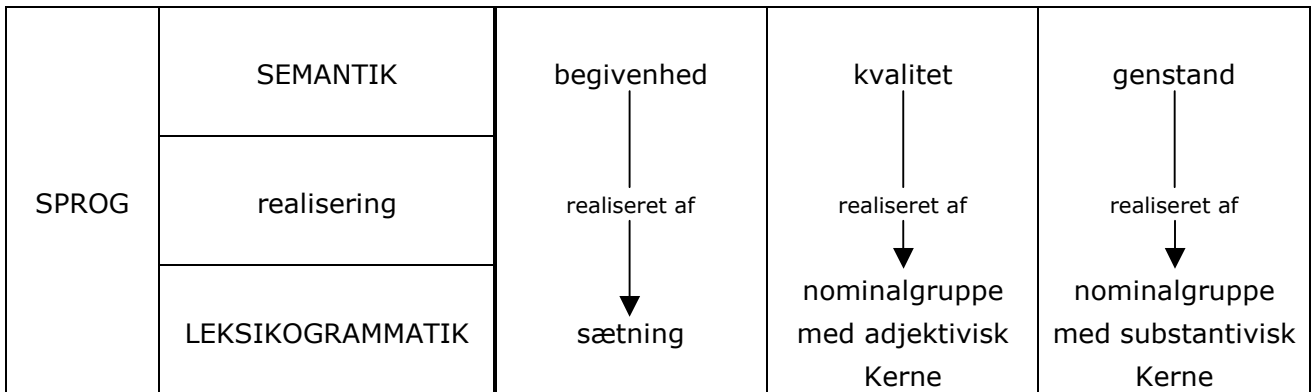 SEMANTIK
begivenhed
kvalitet
genstand
SPROG
realisering
realiseret af
realiseret af
realiseret af
LEKSIKOGRAMMATIK
sætning
nominalgruppe
med adjektivisk
Kerne
nominalgruppe
med substantivisk
Kerne